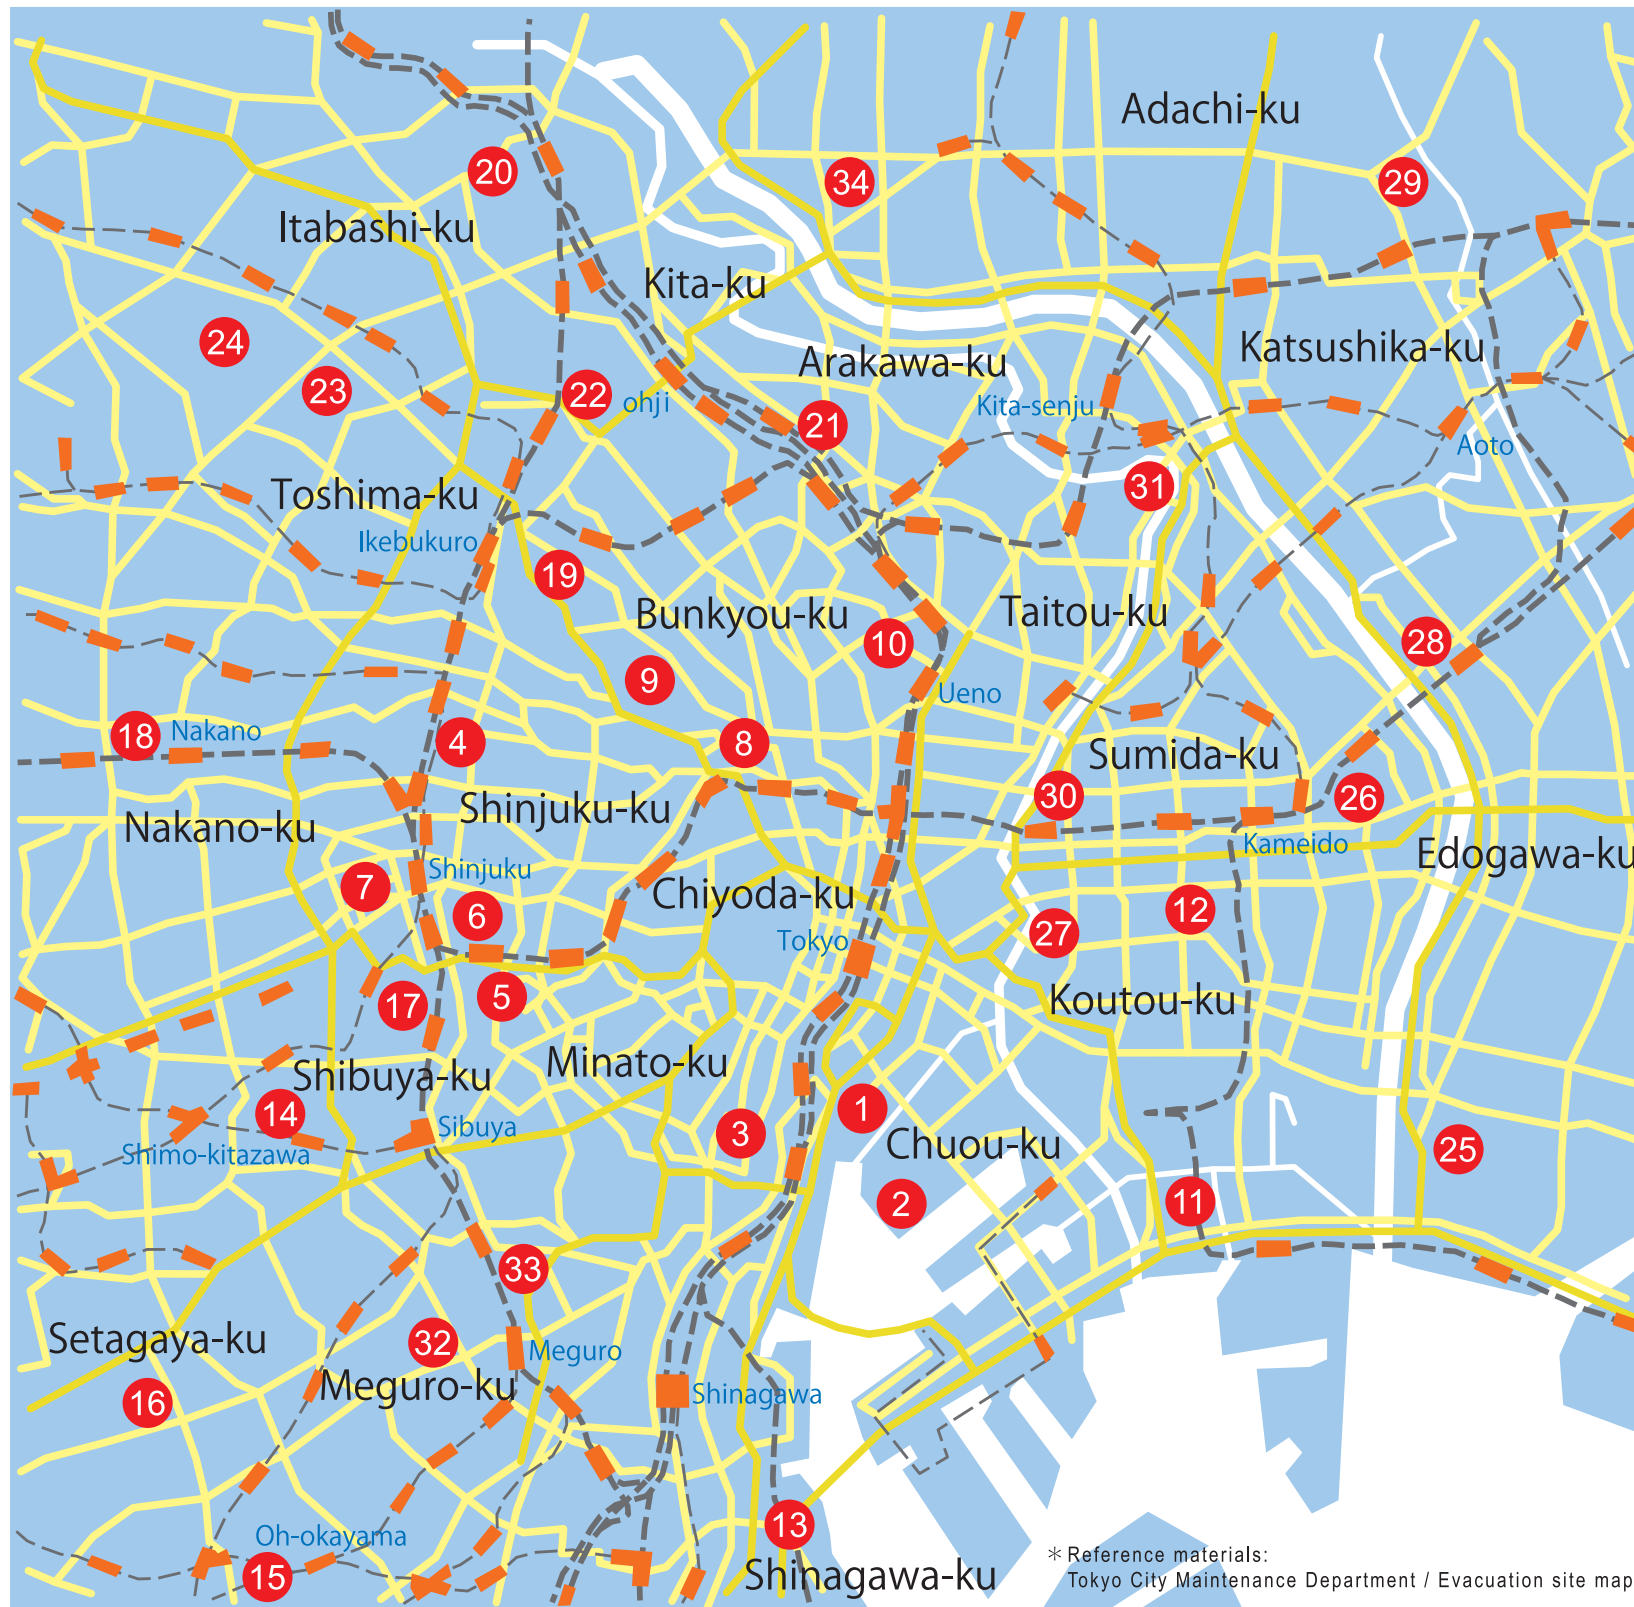 Adachi-ku
20
34
29
Itabashi-ku
Kita-ku
24
Katsushika-ku
Arakawa-ku
23
22
ohji
Kita-senju
21
Aoto
31
Toshima-ku
Ikebukuro
19
Bunkyou-ku
Taitou-ku
10
28
9
Ueno
18
Nakano
4
8
Sumida-ku
30
26
Shinjuku-ku
Nakano-ku
Kameido
Edogawa-ku
Shinjuku
7
Chiyoda-ku
6
12
Tokyo
27
5
17
Koutou-ku
Minato-ku
Shibuya-ku
14
1
Sibuya
3
Chuou-ku
Shimo-kitazawa
25
2
11
33
Setagaya-ku
32
Meguro
Meguro-ku
Shinagawa
16
13
Oh-okayama
15
Shinagawa-ku
＊Reference materials:
Tokyo City Maintenance Department / Evacuation site map